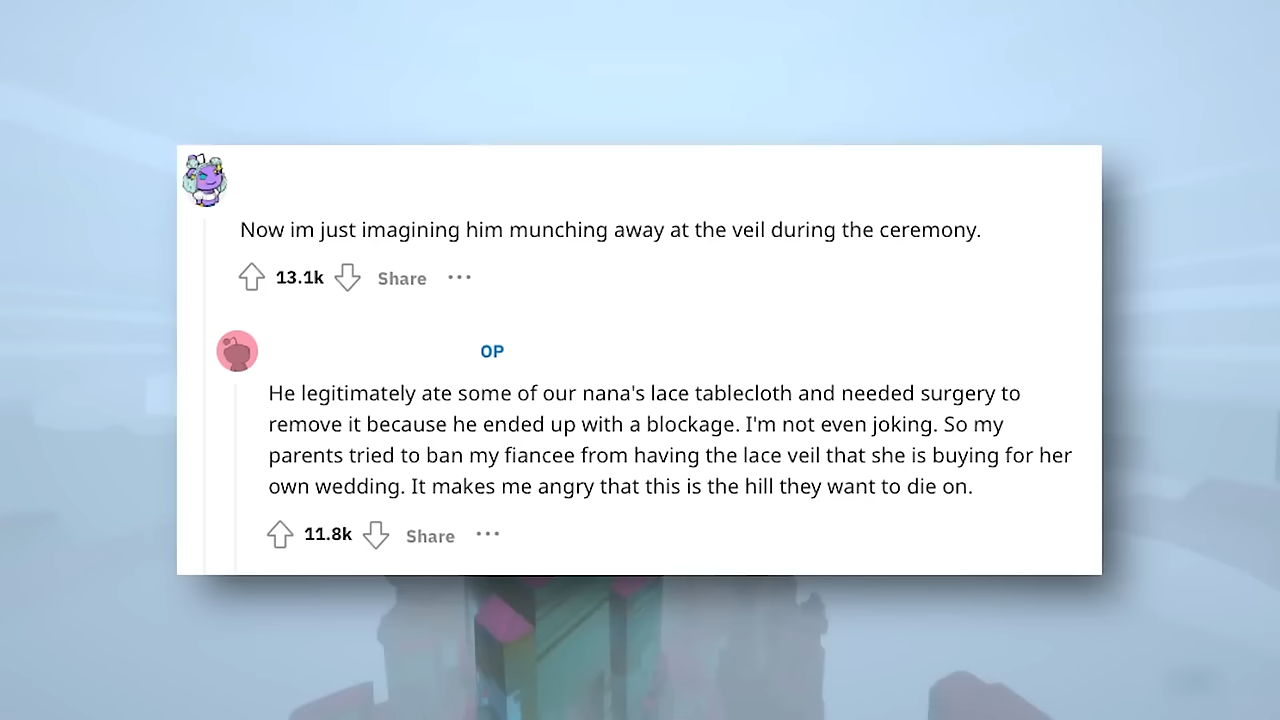 Now im just imagining him munching away at the veil during the ceremony.
13.1k Share ...
OP
He legitimately ate some of our nana's lace tablecloth and needed surgery to
remove it because he ended up with a blockage. I'm not even joking. So my
parents tried to ban my fiancee from having the lace veil that she is buying for her
own wedding. It makes me angry that this is the hill they want to die on.
11.8k Share ...